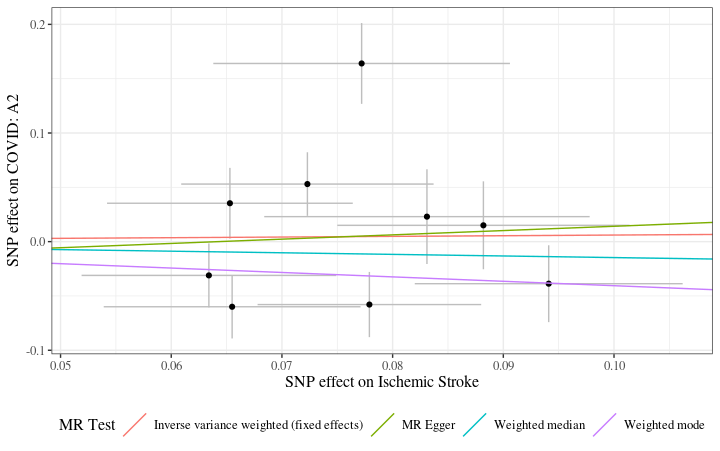 SNP effect on COVID: A2
0.2
0.1
0.0
-0.1
0.05 0.06 0.07 0.08 0.09 0.10
SNP effect on Ischemic Stroke
MR Test Inverse variance weighted (fixed effects) MR Egger Weighted median Weighted mode